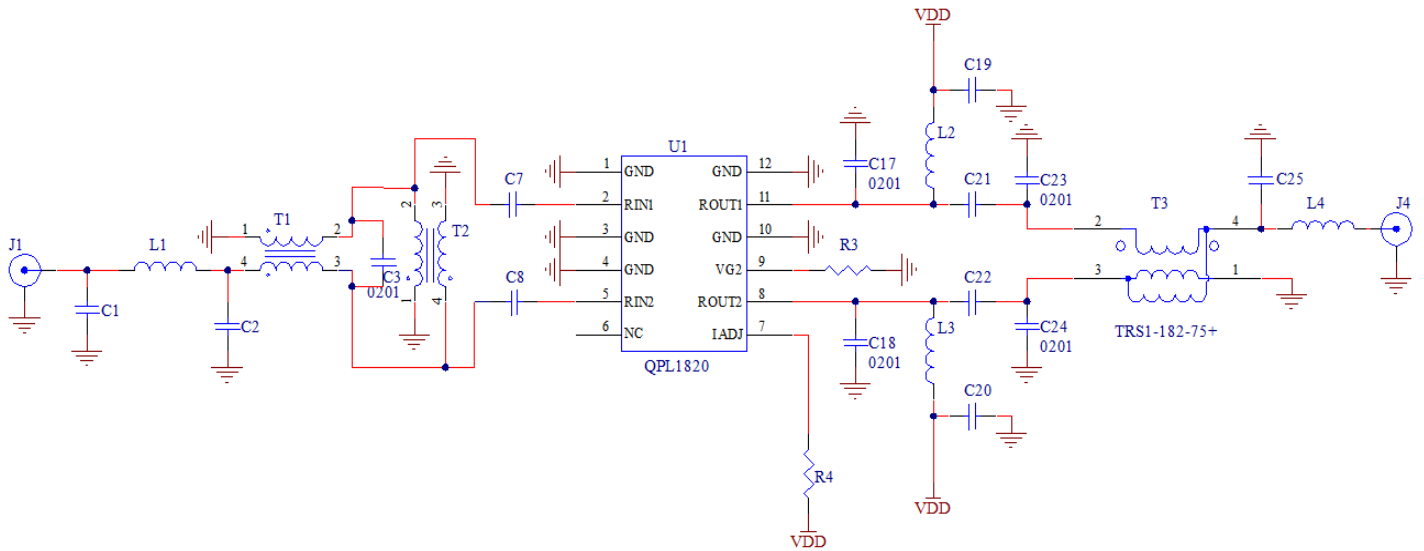 VDD
C19
L2
C17
0201
C21
C23
0201
C25
L4
J4
U1
1
GND
GND
12
2
RIN1
ROUT1
11
3
GND
GND
10
4
GND
VG2
9
5
RIN2
ROUT2
8
6
NC
IADJ
7
QPL1820
J1
C1
L1
C2
T1
1
2
4
3
C3
0201
T2
2
3
1
4
C7
C8
R3
C22
T3
2
4
3
1
TRS1-182-75+
C18
0201
L3
C24
0201
C20
VDD
R4
VDD